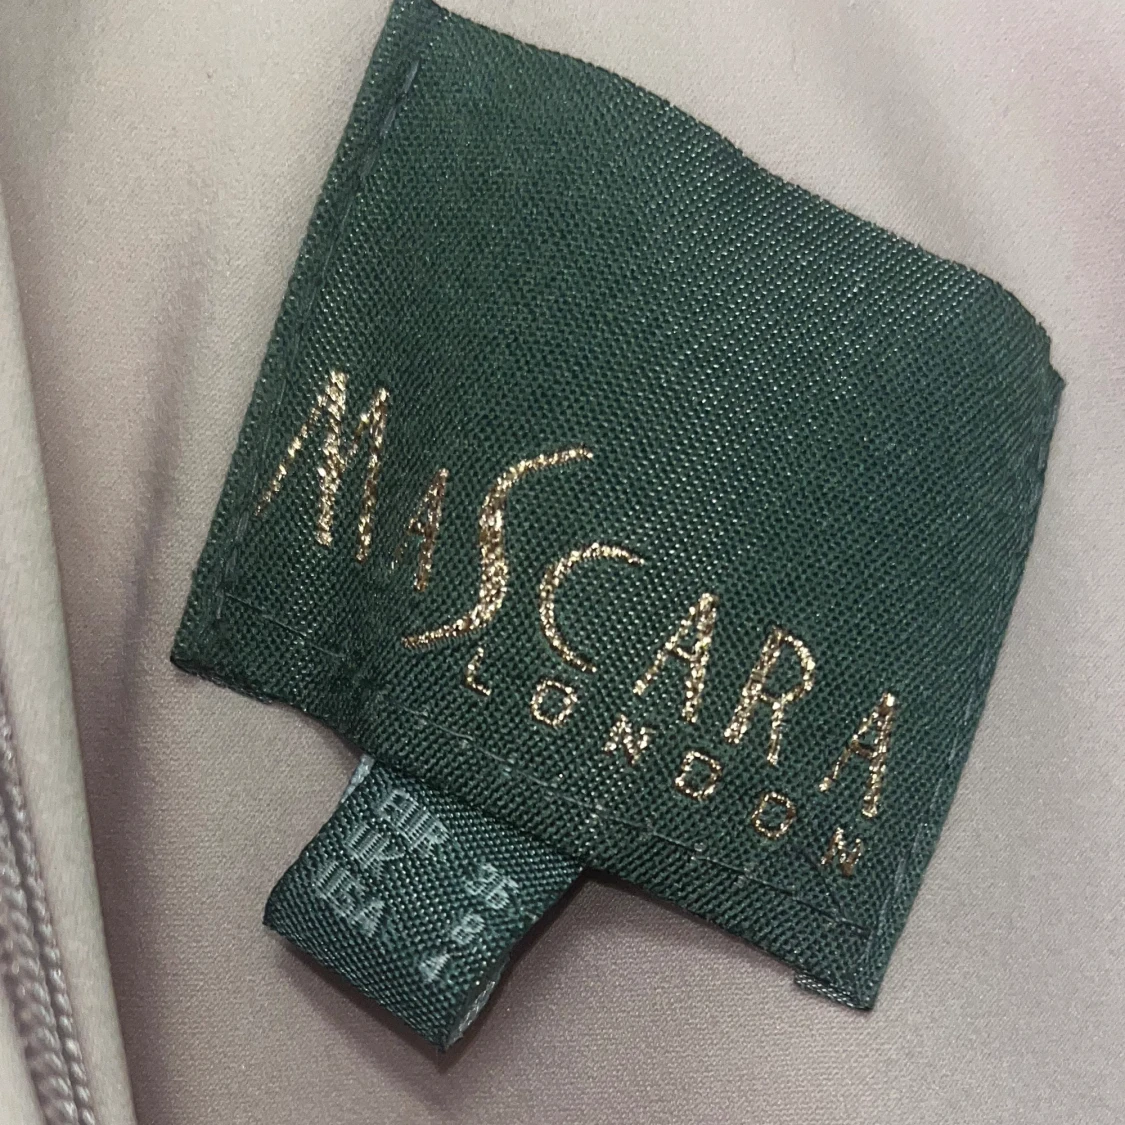 MASCARA
LONDON
EUR 36
UK 8
USA 4